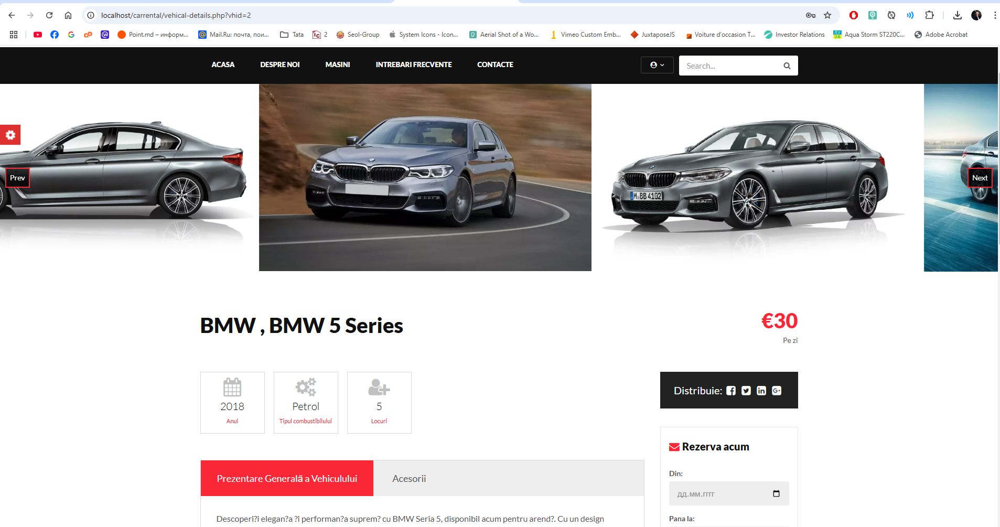 localhost/carrental/vehical-details.php?vhid=2
Point.md – информ...
Mail.Ru: почта, пои...
Tata
2
Seol-Group
System Icons - Icon...
Aerial Shot of a Wo...
Vimeo Custom Emb...
JuxtaposeJS
Voiture d'occasion T...
Investor Relations
Aqua Storm ST220C...
Adobe Acrobat
ACASA
DESPRE NOI
MASINI
INTREBARI FRECVENTE
CONTACTE
Search...
Prev
M BB 4102
Next
BMW , BMW 5 Series
€30
Pe zi
2018
Anul
Petrol
Tipul combustibilului
5
Locuri
Distribuie:
Rezerva acum
Din:
дд.мм.гггг
Pana la:
Prezentare Generală a Vehiculului
Acesorii
Descoperi?i elegan?a ?i performan?a suprem? cu BMW Seria 5, disponibil acum pentru arend?. Cu un design